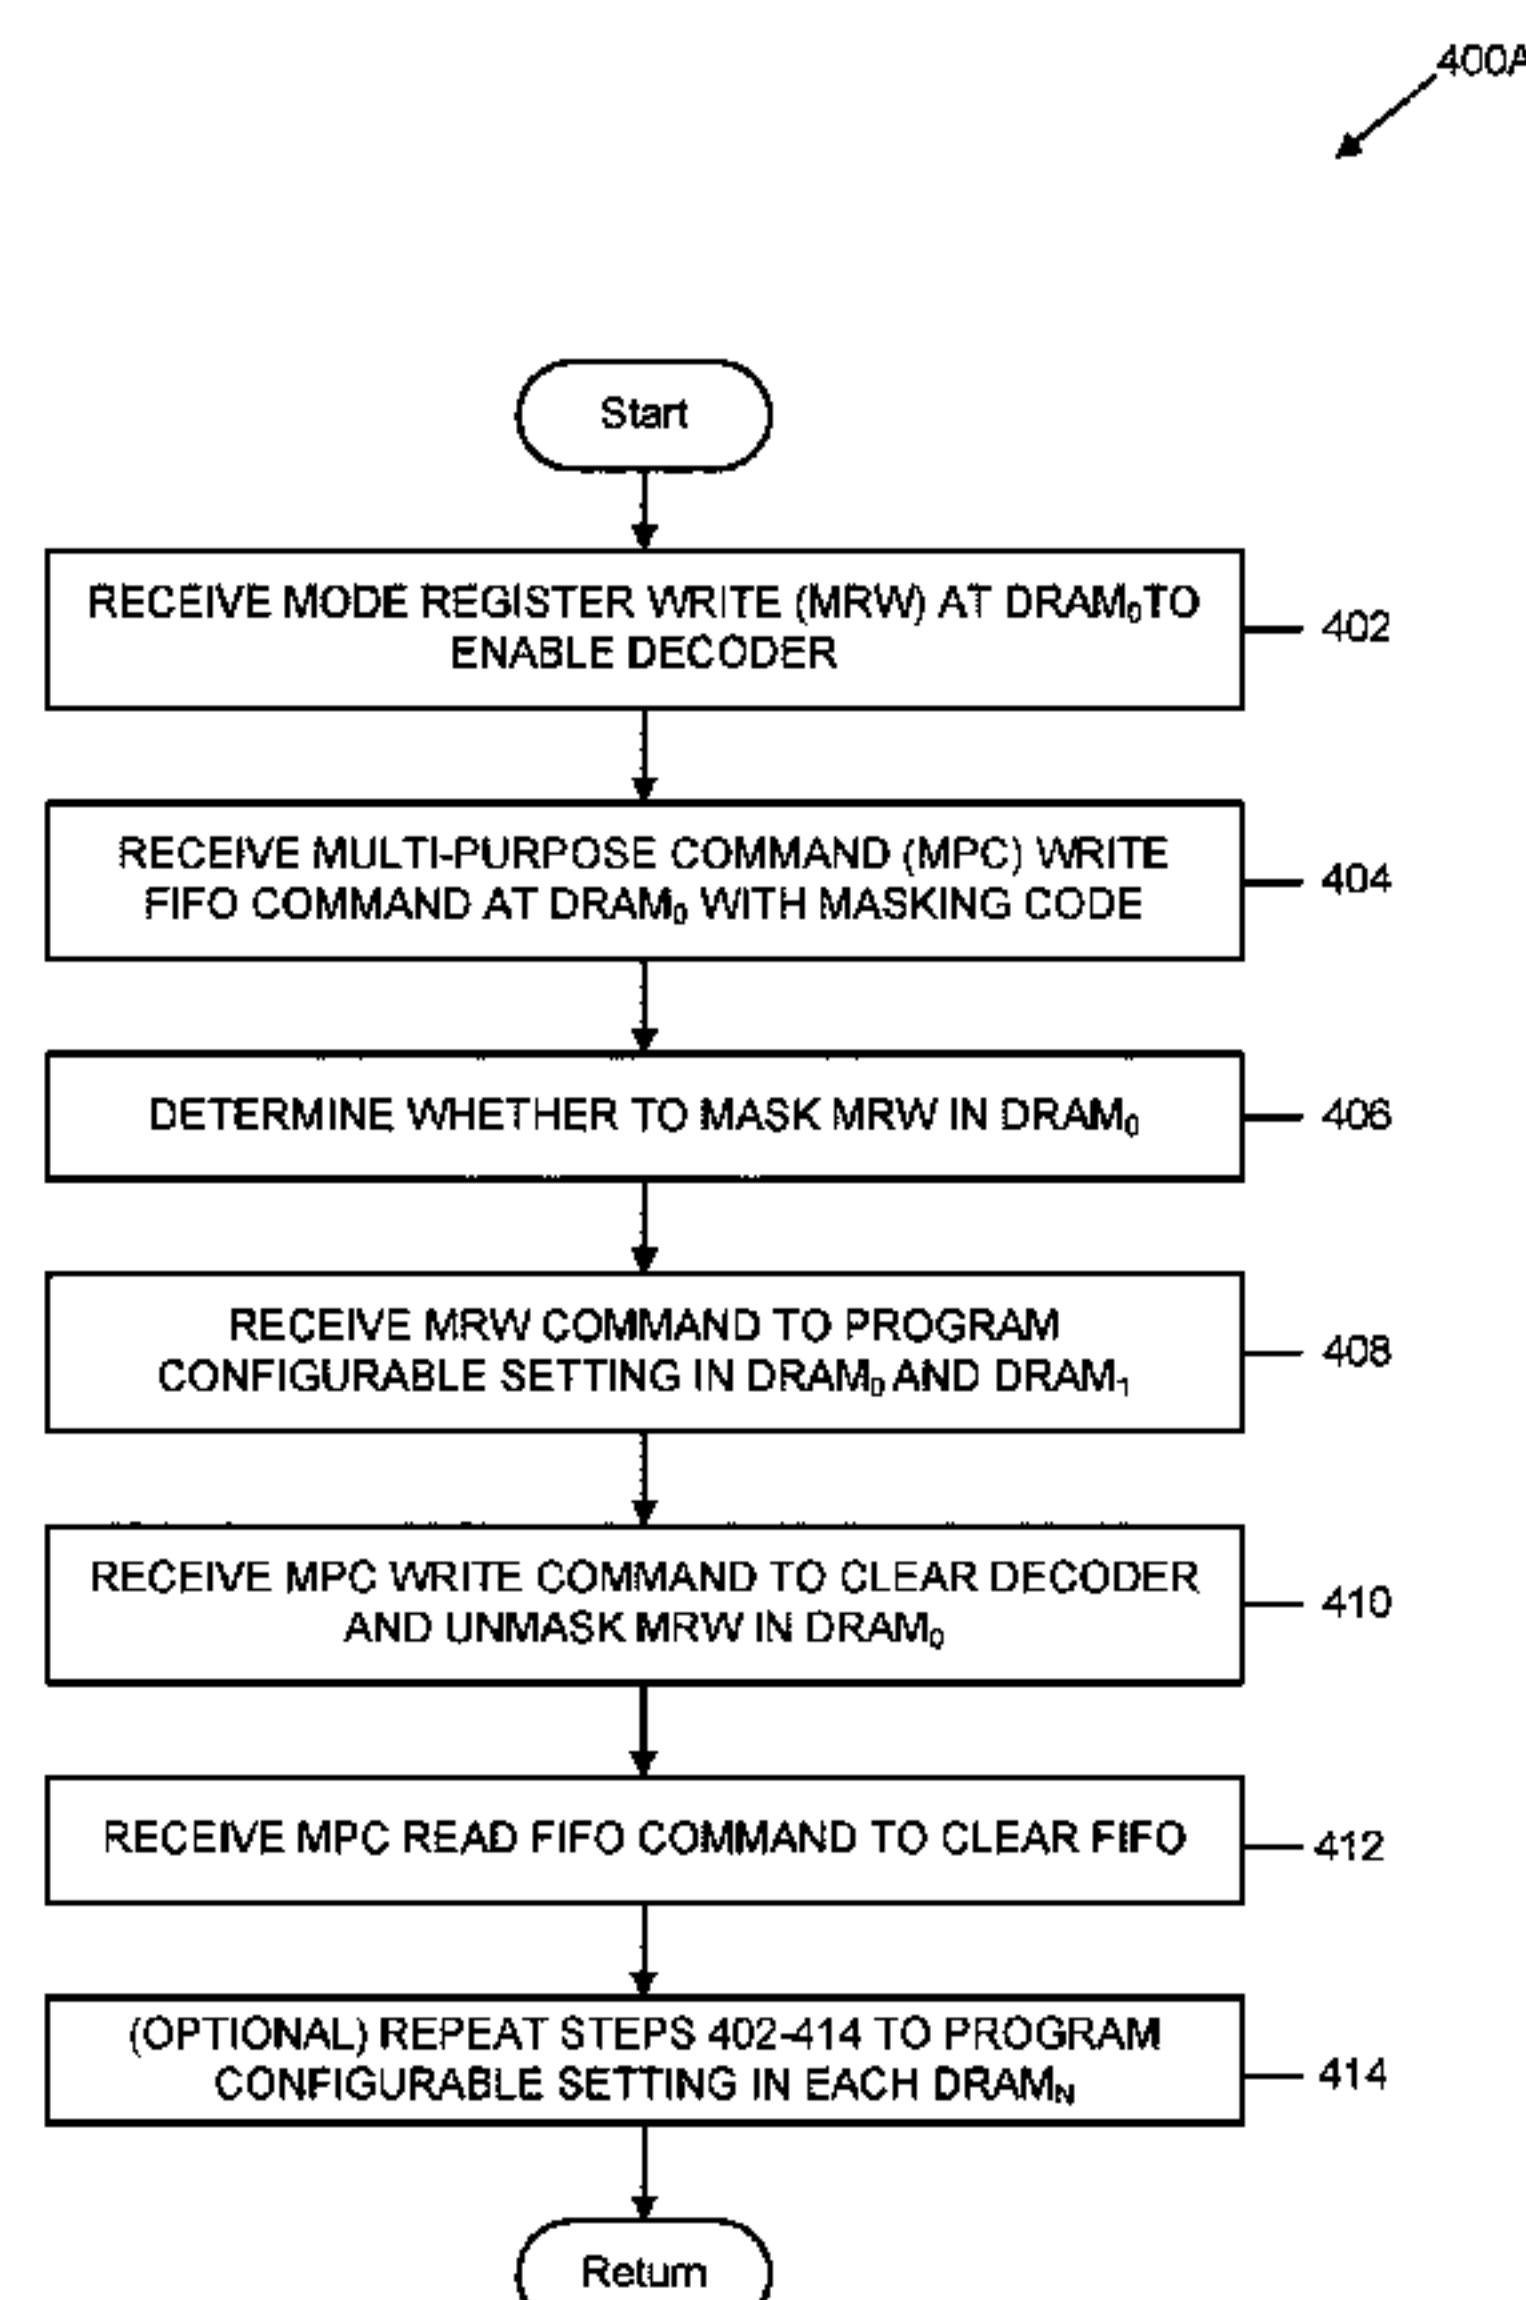 400A
Start
RECEIVE MODE REGISTER WRITE (MRW) AT DRAM₀TO
ENABLE DECODER
402
RECEIVE MULTI-PURPOSE COMMAND (MPC) WRITE
FIFO COMMAND AT DRAM₀ WITH MASKING CODE
404
DETERMINE WHETHER TO MASK MRW IN DRAM₀
406
RECEIVE MRW COMMAND TO PROGRAM
CONFIGURABLE SETTING IN DRAM₀ AND DRAM₁
408
RECEIVE MPC WRITE COMMAND TO CLEAR DECODER
AND UNMASK MRW IN DRAM₀
410
RECEIVE MPC READ FIFO COMMAND TO CLEAR FIFO
412
(OPTIONAL) REPEAT STEPS 402-414 TO PROGRAM
CONFIGURABLE SETTING IN EACH DRAMN
414
Return